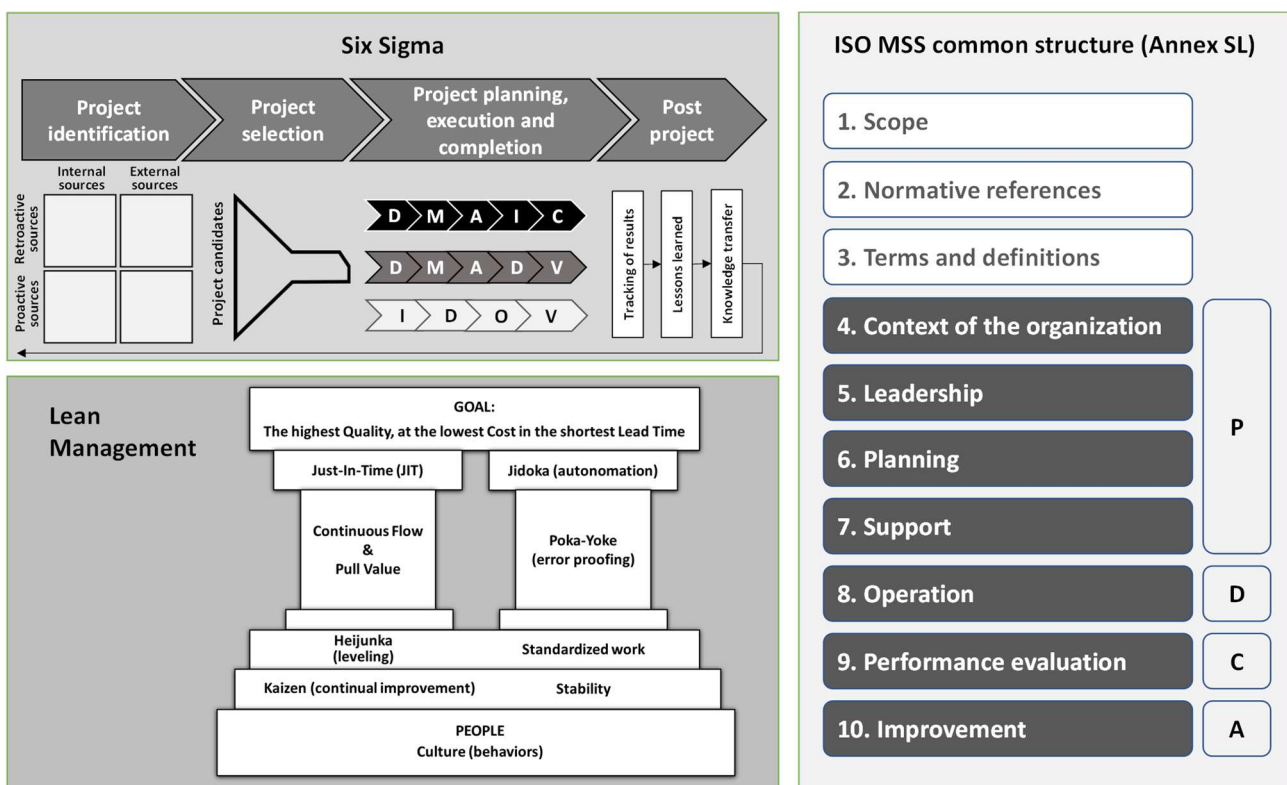 Six Sigma
Project
identification
Project
selection
Project planning,
execution and
completion
Post
project
Internal
sources
External
sources
Retroactive
sources
Proactive
sources
Project candidates
D M A I C
D M A D V
I D O V
Tracking of results
Lessons learned
Knowledge transfer
Lean
Management
GOAL:
The highest Quality, at the lowest Cost in the shortest Lead Time
Just-In-Time (JIT)
Jidoka (autonomation)
Continuous Flow
&
Pull Value
Poka-Yoke
(error proofing)
Heijunka
(leveling)
Standardized work
Kaizen (continual improvement)
Stability
PEOPLE
Culture (behaviors)
ISO MSS common structure (Annex SL)
1. Scope
2. Normative references
3. Terms and definitions
4. Context of the organization
5. Leadership
6. Planning
7. Support
P
8. Operation
D
9. Performance evaluation
C
10. Improvement
A